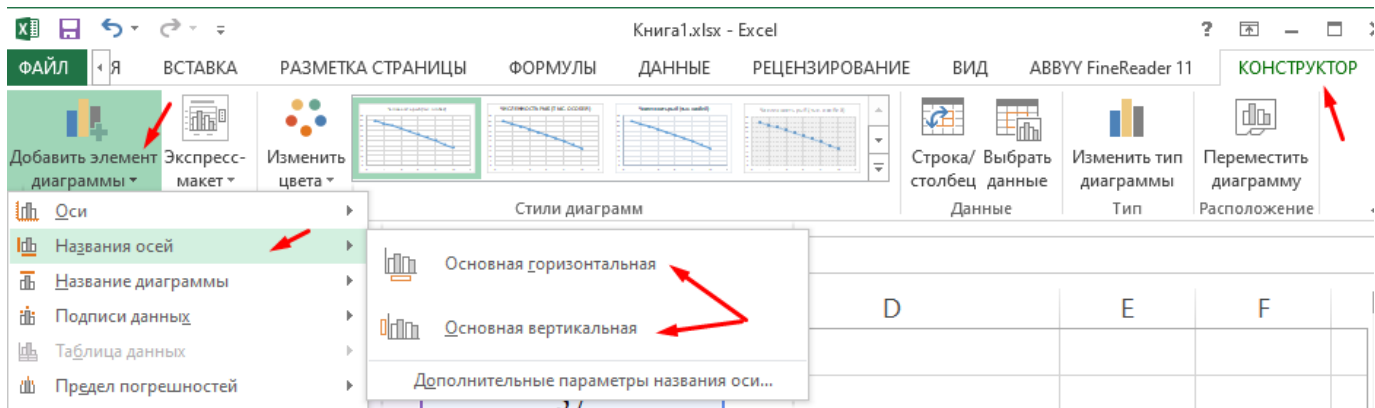 Книга1.xlsx - Excel
?
ФАЙЛ Я ВСТАВКА РАЗМЕТКА СТРАНИЦЫ ФОРМУЛЫ ДАННЫЕ РЕЦЕНЗИРОВАНИЕ ВИД ABBYY FineReader 11 КОНСТРУКТОР
Добавить элемент диаграммы
Экспресс-
макет
Изменить
цвета
Строка/
столбец
Выбрать
данные
Изменить тип
диаграммы
Переместить
диаграмму
Стили диаграмм
Данные
Тип
Расположение
Оси
Названия осей
Название диаграммы
Подписи данных
Таблица данных
Предел погрешностей
Основная горизонтальная
Основная вертикальная
Дополнительные параметры названия оси...
D E F